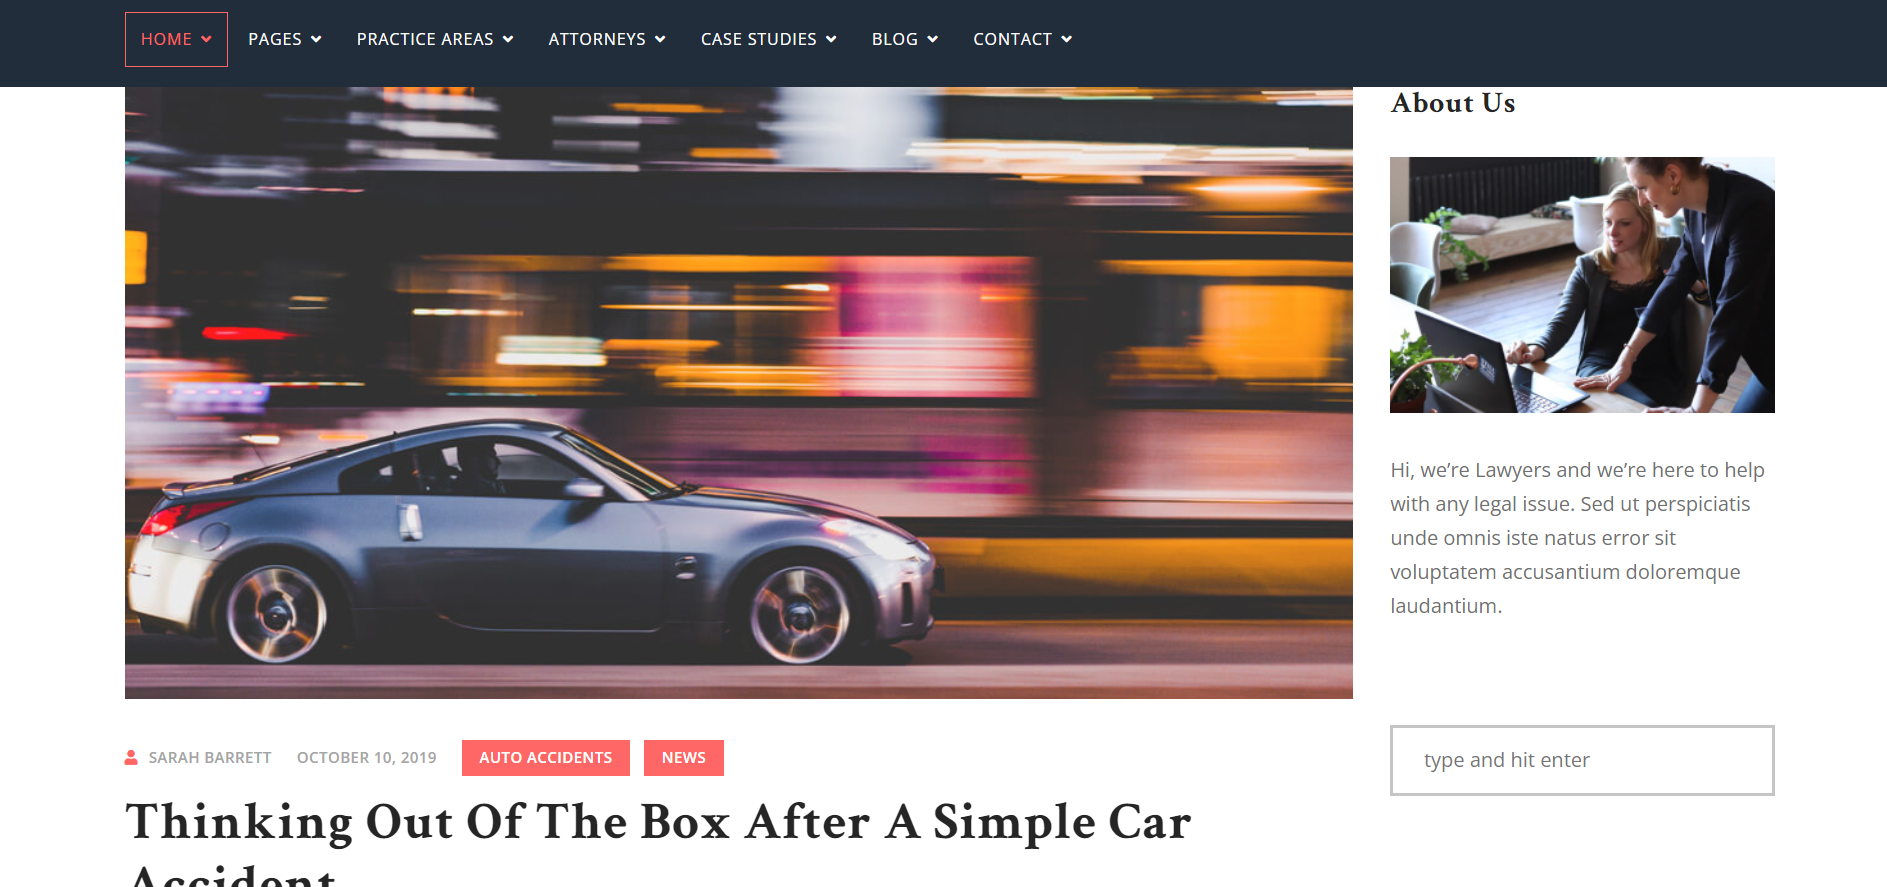 HOME PAGES PRACTICE AREAS ATTORNEYS CASE STUDIES BLOG CONTACT
SARAH BARRETT OCTOBER 10, 2019 AUTO ACCIDENTS NEWS
Thinking Out Of The Box After A Simple Car
Accident
About Us
Hi, we’re Lawyers and we’re here to help
with any legal issue. Sed ut perspiciatis
unde omnis iste natus error sit
voluptatem accusantium doloremque
laudantium.
type and hit enter